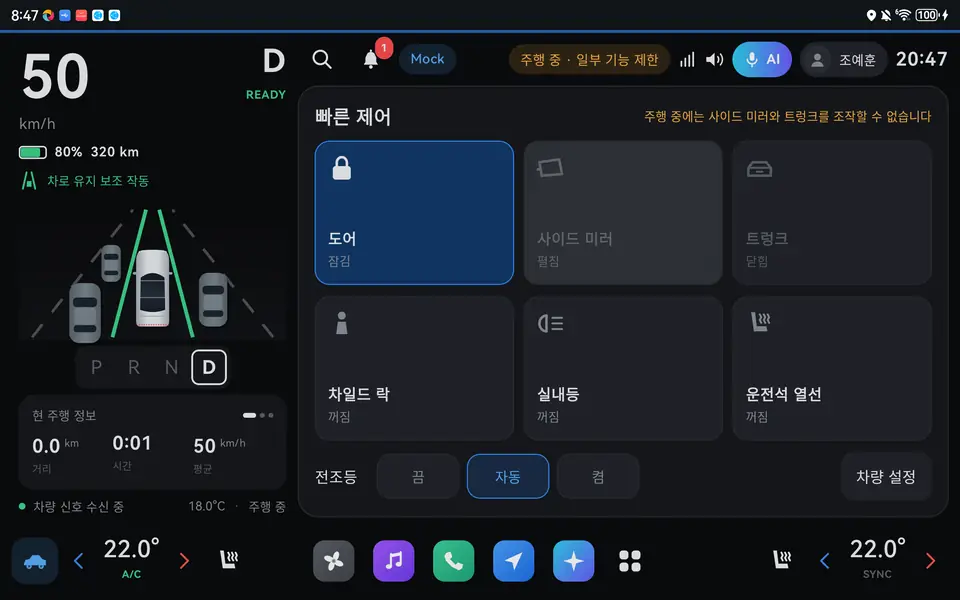 8:47
100
50
D
READY
km/h
80% 320 km
차로 유지 보조 작동
P R N D
현 주행 정보
0.0 km 0:01 50 km/h
거리 시간 평균
차량 신호 수신 중 18.0°C · 주행 중
1
Mock
주행 중 · 일부 기능 제한
AI
조예훈
20:47
빠른 제어
주행 중에는 사이드 미러와 트렁크를 조작할 수 없습니다
도어
잠김
사이드 미러
펼침
트렁크
닫힘
차일드 락
꺼짐
실내등
꺼짐
운전석 열선
꺼짐
전조등 끔 자동 켬 차량 설정
22.0°
A/C
22.0°
SYNC